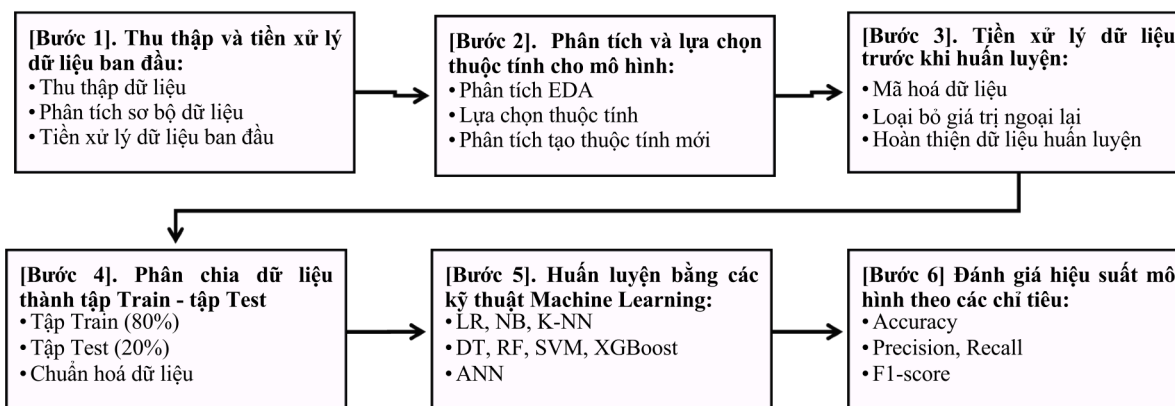 [Bước 1]. Thu thập và tiền xử lý
dữ liệu ban đầu:
• Thu thập dữ liệu
• Phân tích sơ bộ dữ liệu
• Tiền xử lý dữ liệu ban đầu
[Bước 2]. Phân tích và lựa chọn
thuộc tính cho mô hình:
• Phân tích EDA
• Lựa chọn thuộc tính
• Phân tích tạo thuộc tính mới
[Bước 3]. Tiền xử lý dữ liệu
trước khi huấn luyện:
• Mã hoá dữ liệu
• Loại bỏ giá trị ngoại lai
• Hoàn thiện dữ liệu huấn luyện
[Bước 4]. Phân chia dữ liệu
thành tập Train - tập Test
• Tập Train (80%)
• Tập Test (20%)
• Chuẩn hoá dữ liệu
[Bước 5]. Huấn luyện bằng các
kỹ thuật Machine Learning:
• LR, NB, K-NN
• DT, RF, SVM, XGBoost
• ANN
[Bước 6] Đánh giá hiệu suất mô
hình theo các chỉ tiêu:
• Accuracy
• Precision, Recall
• F1-score